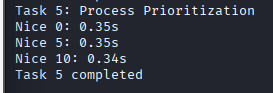 Task 5: Process Prioritization
Nice 0: 0.35s
Nice 5: 0.35s
Nice 10: 0.34s
Task 5 completed